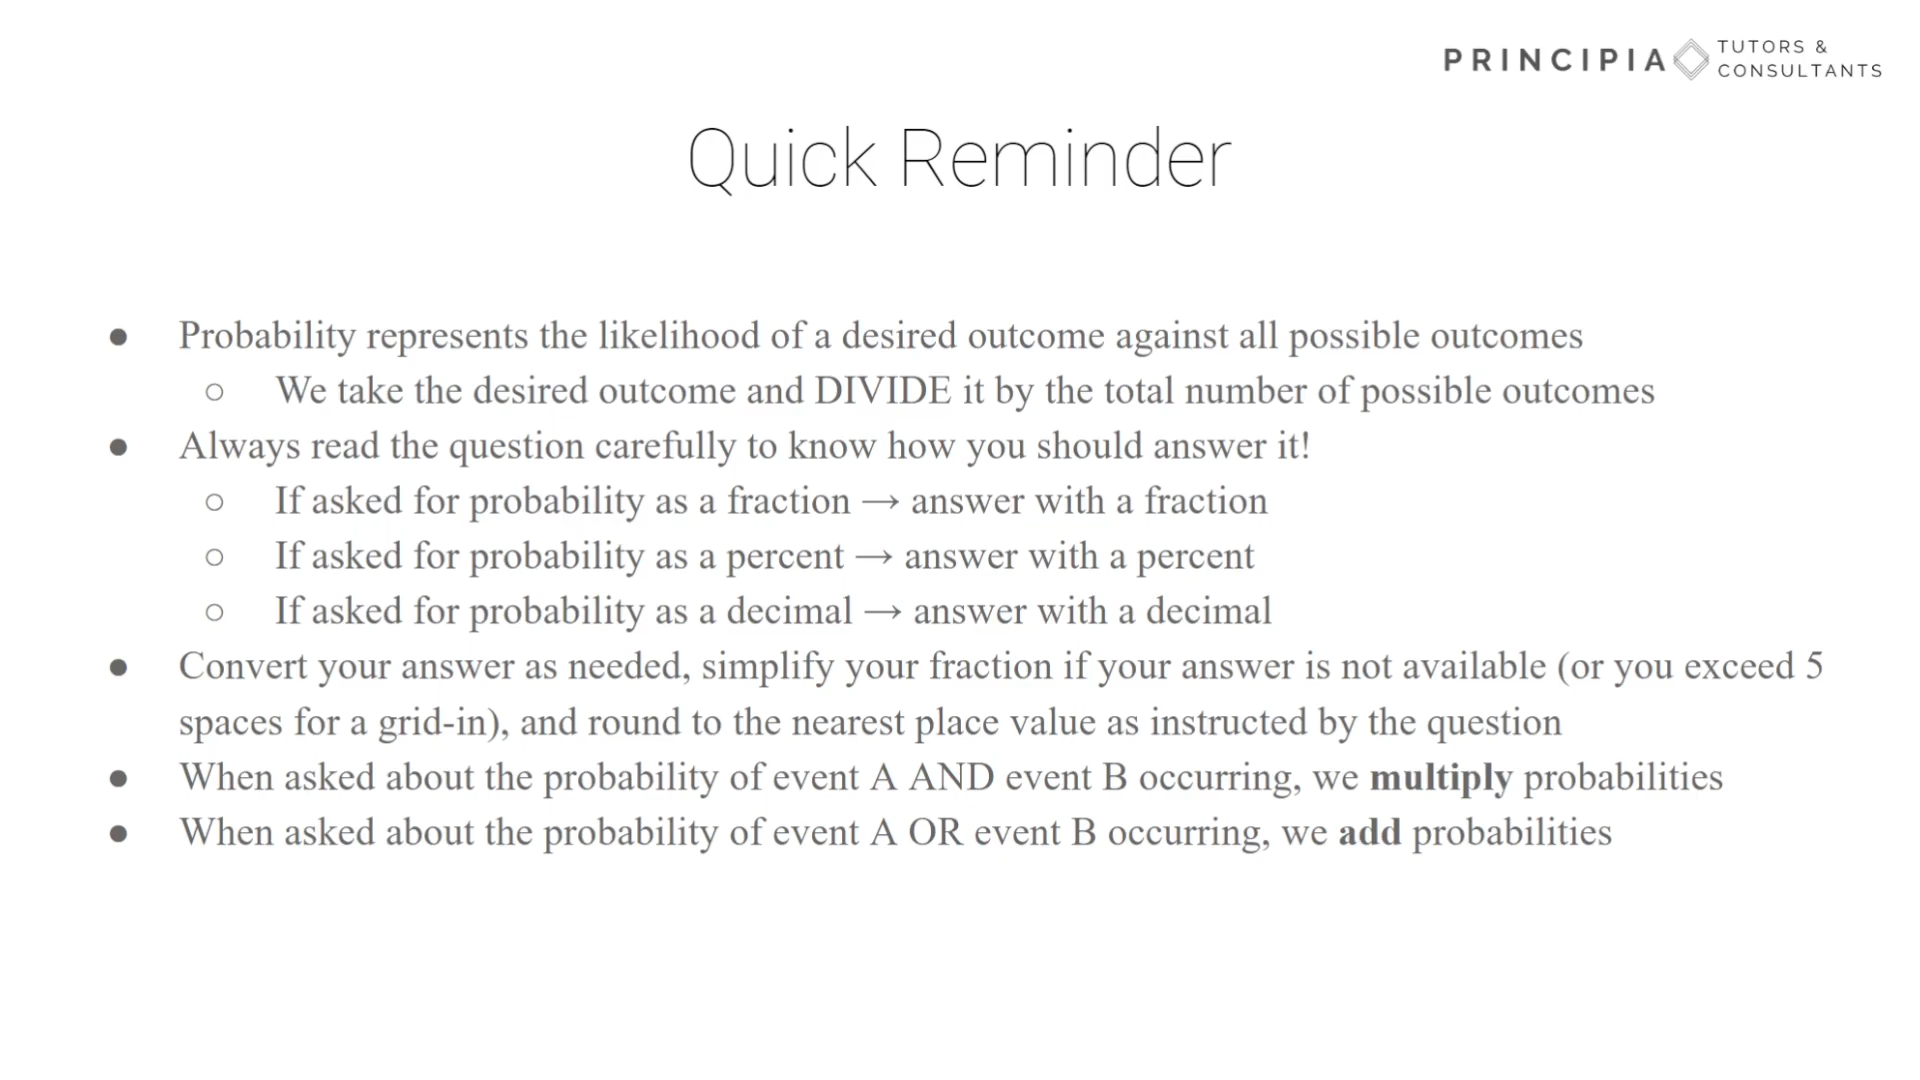 PRINCIPIA
TUTORS &
CONSULTANTS
Quick Reminder
● Probability represents the likelihood of a desired outcome against all possible outcomes
○ We take the desired outcome and DIVIDE it by the total number of possible outcomes
● Always read the question carefully to know how you should answer it!
○ If asked for probability as a fraction → answer with a fraction
○ If asked for probability as a percent → answer with a percent
○ If asked for probability as a decimal → answer with a decimal
● Convert your answer as needed, simplify your fraction if your answer is not available (or you exceed 5
spaces for a grid-in), and round to the nearest place value as instructed by the question
● When asked about the probability of event A AND event B occurring, we multiply probabilities
● When asked about the probability of event A OR event B occurring, we add probabilities